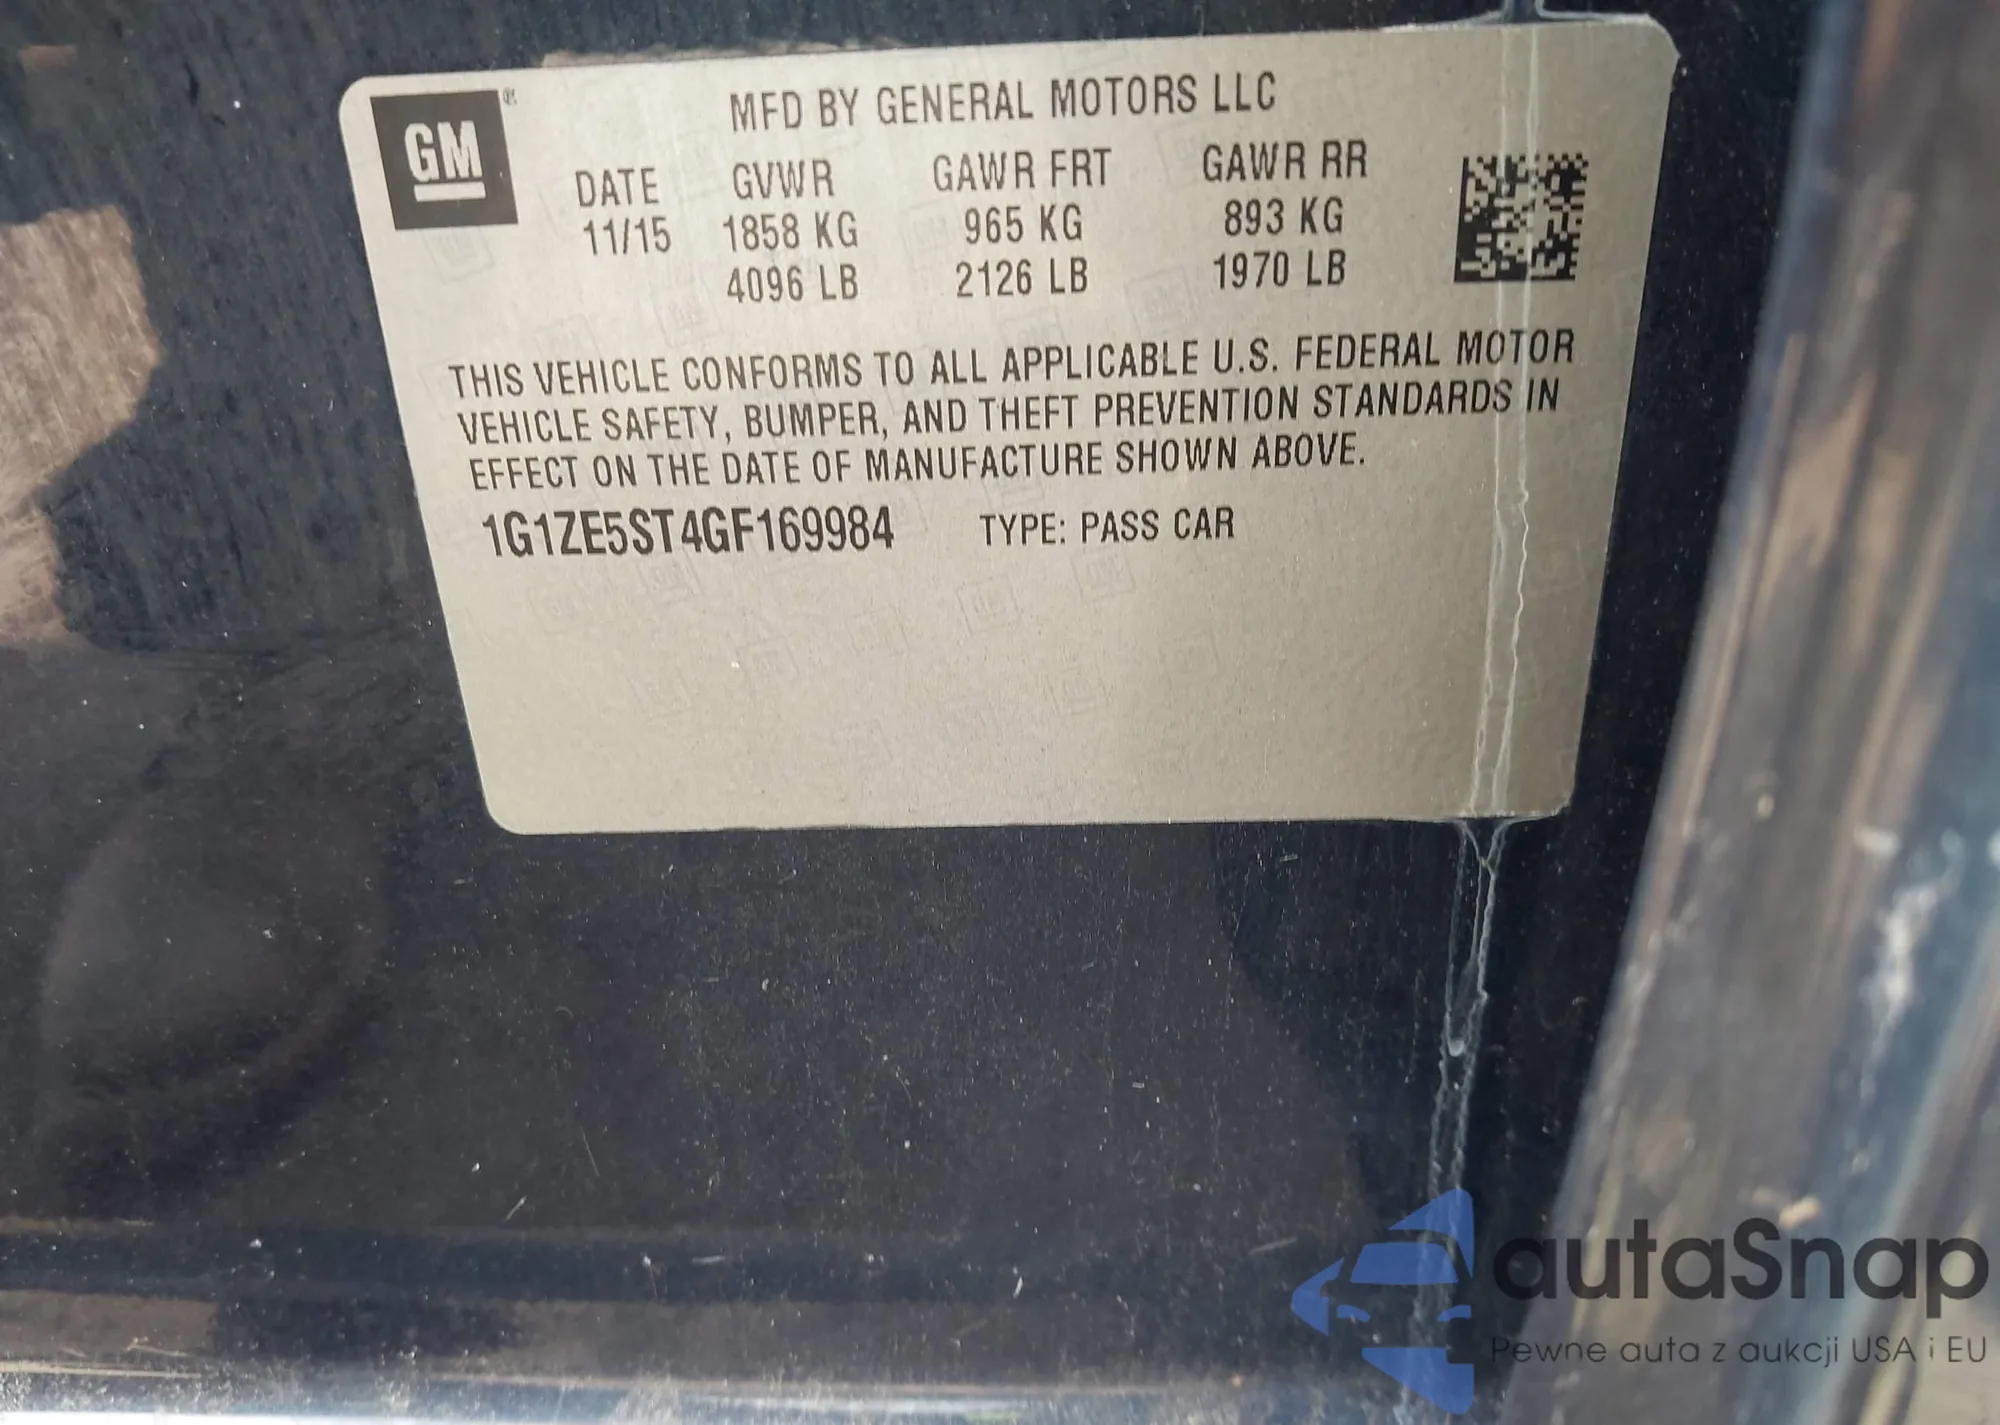 GM
MFD BY GENERAL MOTORS LLC
DATE GVWR GAWR FRT GAWR RR
11/15 1858 KG 965 KG 893 KG
4096 LB 2126 LB 1970 LB
THIS VEHICLE CONFORMS TO ALL APPLICABLE U.S. FEDERAL MOTOR
VEHICLE SAFETY, BUMPER, AND THEFT PREVENTION STANDARDS IN
EFFECT ON THE DATE OF MANUFACTURE SHOWN ABOVE.
1G1ZE5ST4GF169984 TYPE: PASS CAR
autaSnap
Pewne auta z aukcji USA i EU